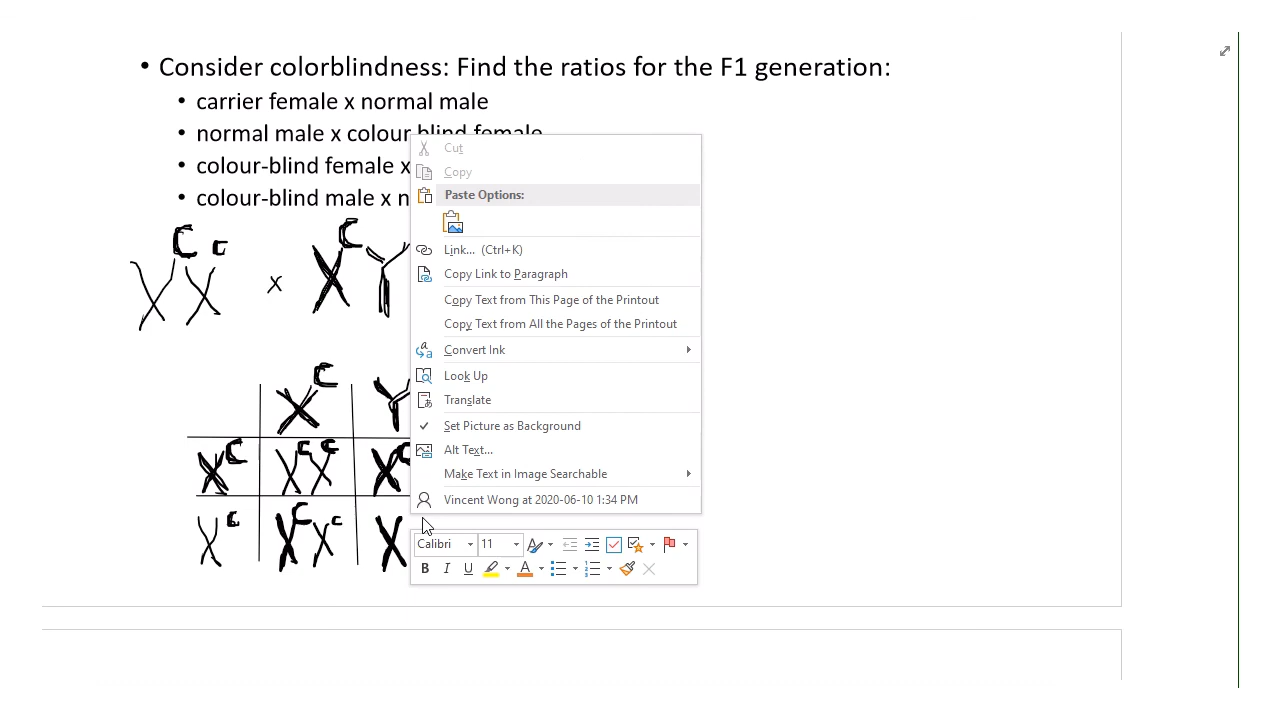 • Consider colorblindness: Find the ratios for the F1 generation:
• carrier female x normal male
• normal male x colour blind female
• colour-blind female x
• colour-blind male x n
X^C X^c x X^C Y
X^C Y
X^C X^C X^C X^C
X^c X^C X^c X
Cut
Copy
Paste Options:
Link... (Ctrl+K)
Copy Link to Paragraph
Copy Text from This Page of the Printout
Copy Text from All the Pages of the Printout
Convert Ink
Look Up
Translate
Set Picture as Background
Alt Text...
Make Text in Image Searchable
Vincent Wong at 2020-06-10 1:34 PM
Calibri 11
B I U A